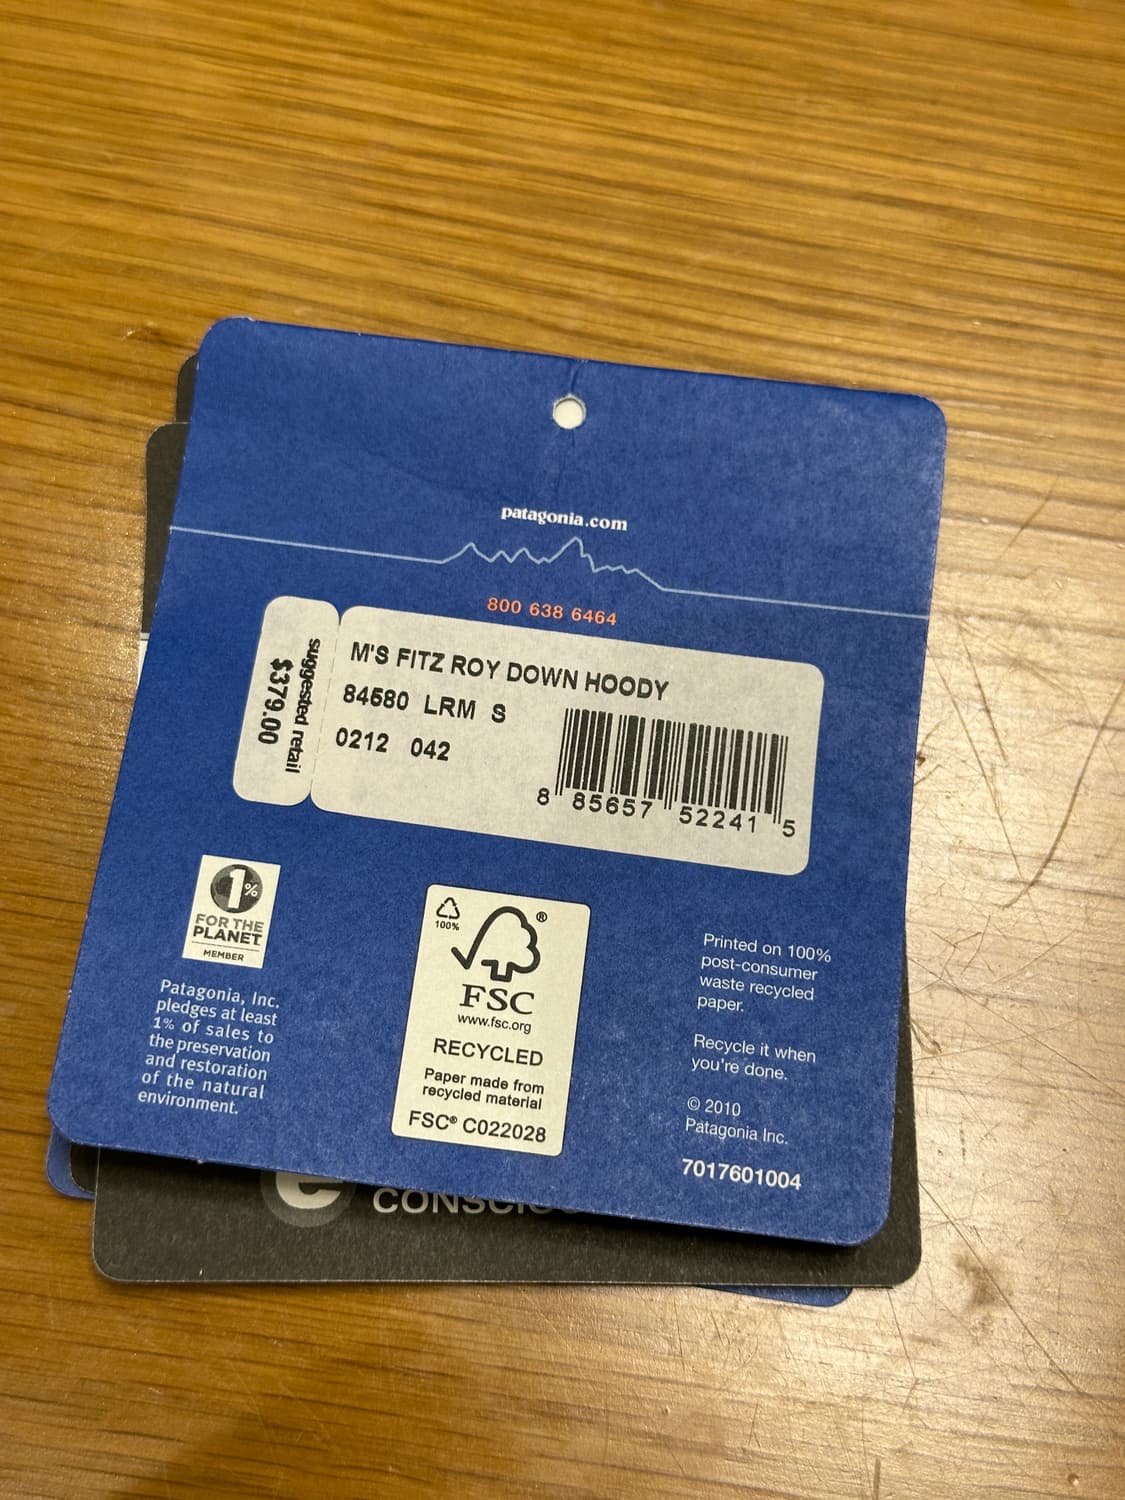 patagonia.com
800 638 6464
suggested retail
$379.00
M'S FITZ ROY DOWN HOODY
84580 LRM S
0212 042
8 85657 52241 5
1%
FOR THE
PLANET
MEMBER
Patagonia, Inc.
pledges at least
1% of sales to
the preservation
and restoration
of the natural
environment.
100%
®
FSC
www.fsc.org
RECYCLED
Paper made from
recycled material
FSC® C022028
Printed on 100%
post-consumer
waste recycled
paper.
Recycle it when
you're done.
© 2010
Patagonia Inc.
7017601004
e